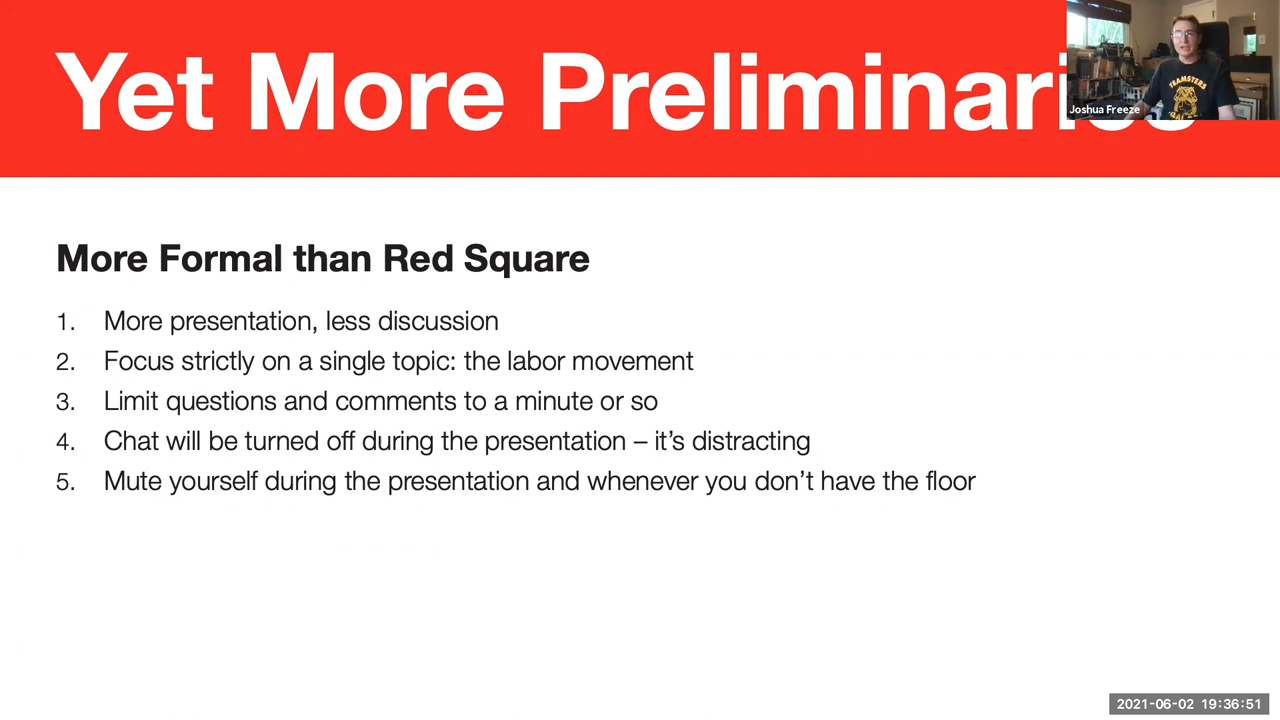 Yet More Preliminaries
Joshua Freeze
TEAMSTERS
More Formal than Red Square
1. More presentation, less discussion
2. Focus strictly on a single topic: the labor movement
3. Limit questions and comments to a minute or so
4. Chat will be turned off during the presentation – it’s distracting
5. Mute yourself during the presentation and whenever you don’t have the floor
2021-06-02 19:36:51